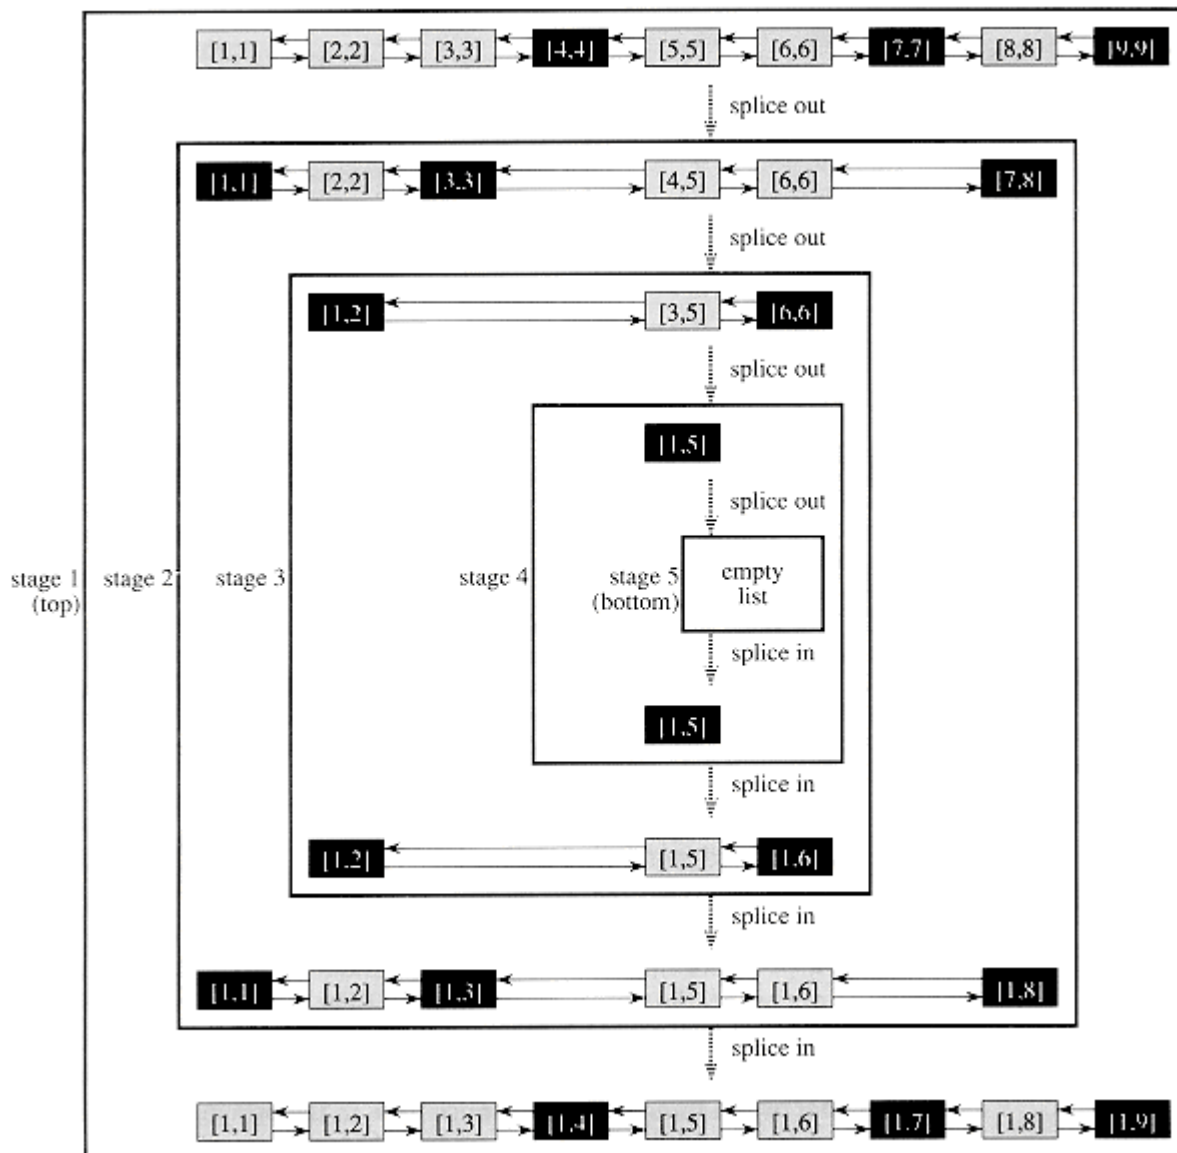 [1,1] [2,2] [3,3] [4,4] [5,5] [6,6] [7,7] [8,8] [9,9]
splice out
[1,1] [2,2] [3,3] [4,5] [6,6] [7,8]
splice out
[1,2] [3,5] [6,6]
splice out
[1,5]
splice out
stage 1
(top)
stage 2
stage 3
stage 4
stage 5
(bottom)
empty
list
splice in
[1,5]
splice in
[1,2] [1,5] [1,6]
splice in
[1,1] [1,2] [1,3] [1,5] [1,6] [1,8]
splice in
[1,1] [1,2] [1,3] [1,4] [1,5] [1,6] [1,7] [1,8] [1,9]